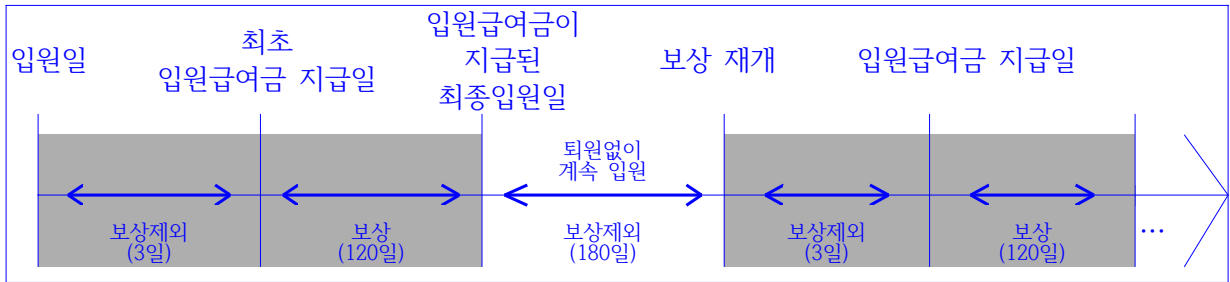 입원일
최초
입원급여금 지급일
입원급여금이
지급된
최종입원일
보상 재개
입원급여금 지급일
퇴원없이
계속 입원
보상제외
(3일)
보상
(120일)
보상제외
(180일)
보상제외
(3일)
보상
(120일)
…